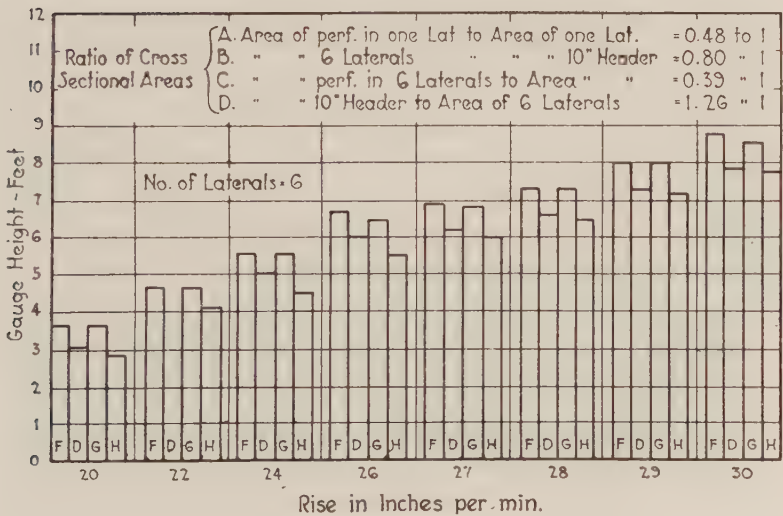 A. Area of perf. in one Lat to Area of one Lat. = 0.48 to 1
Ratio of Cross Sectional Areas
B. " " 6 Laterals " " " 10" Header = 0.80 " 1
C. " " perf. in 6 Laterals to Area " " = 0.39 " 1
D. " " 10" Header to Area of 6 Laterals = 1.26 " 1
No. of Laterals = 6
Gauge Height - Feet
12
11
10
9
8
7
6
5
4
3
2
1
0
F D G H F D G H F D G H F D G H F D G H F D G H F D G H F D G H
20 22 24 26 27 28 29 30
Rise in Inches per. min.